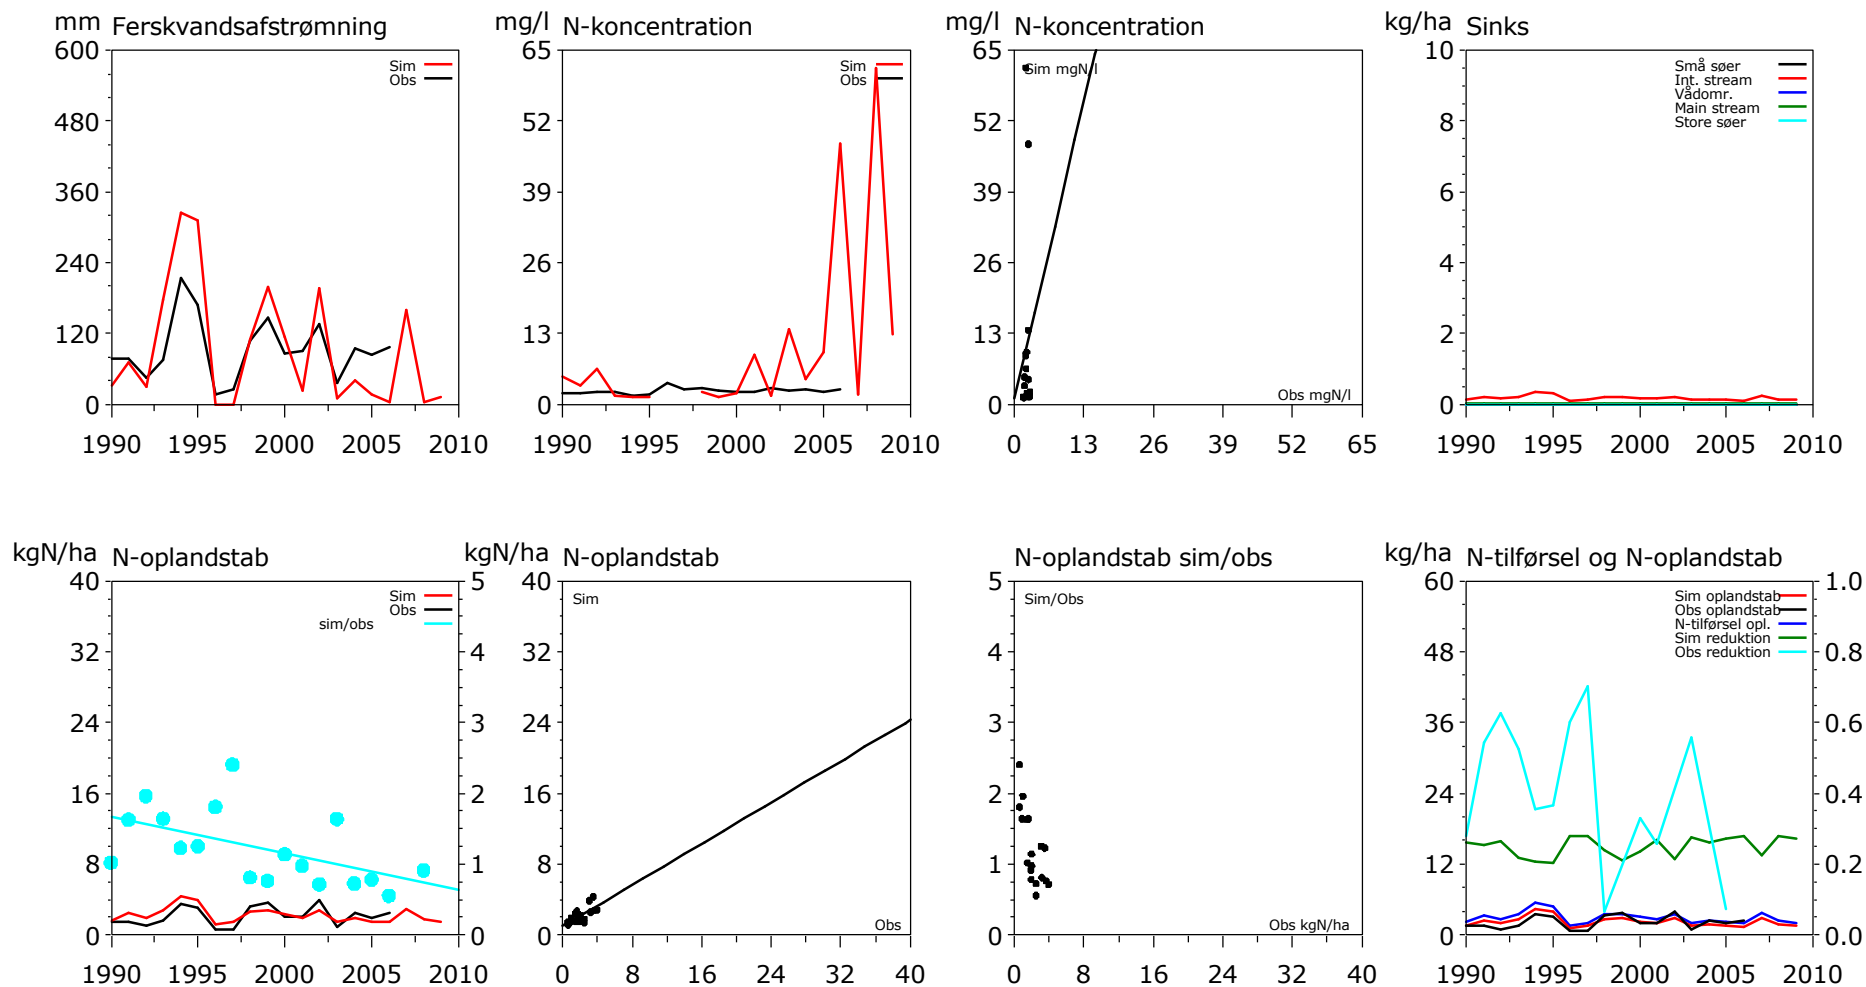 mm Ferskvandsafstrømning
600
480
360
240
120
0
1990 1995 2000 2005 2010
Sim
Obs
mg/l N-koncentration
65
52
39
26
13
0
1990 1995 2000 2005 2010
Sim
Obs
mg/l N-koncentration
65
52
39
26
13
0
0 13 26 39 52 65
Sim mgN/l
Obs mgN/l
kg/ha Sinks
10
8
6
4
2
0
1990 1995 2000 2005 2010
Små søer
Int. stream
Vådomr.
Main stream
Store søer
kgN/ha N-oplandstab
40 5
32 4
24 3
16 2
8 1
0 0
1990 1995 2000 2005 2010
Sim
Obs
sim/obs
kgN/ha N-oplandstab
40
32
24
16
8
0
0 8 16 24 32 40
Sim
Obs
N-oplandstab sim/obs
5
4
3
2
1
0
0 8 16 24 32 40
Sim/Obs
Obs kgN/ha
kg/ha N-tilførsel og N-oplandstab
60 1.0
48 0.8
36 0.6
24 0.4
12 0.2
0 0.0
1990 1995 2000 2005 2010
Sim oplandstab
Obs oplandstab
N-tilførsel opl.
Sim reduktion
Obs reduktion